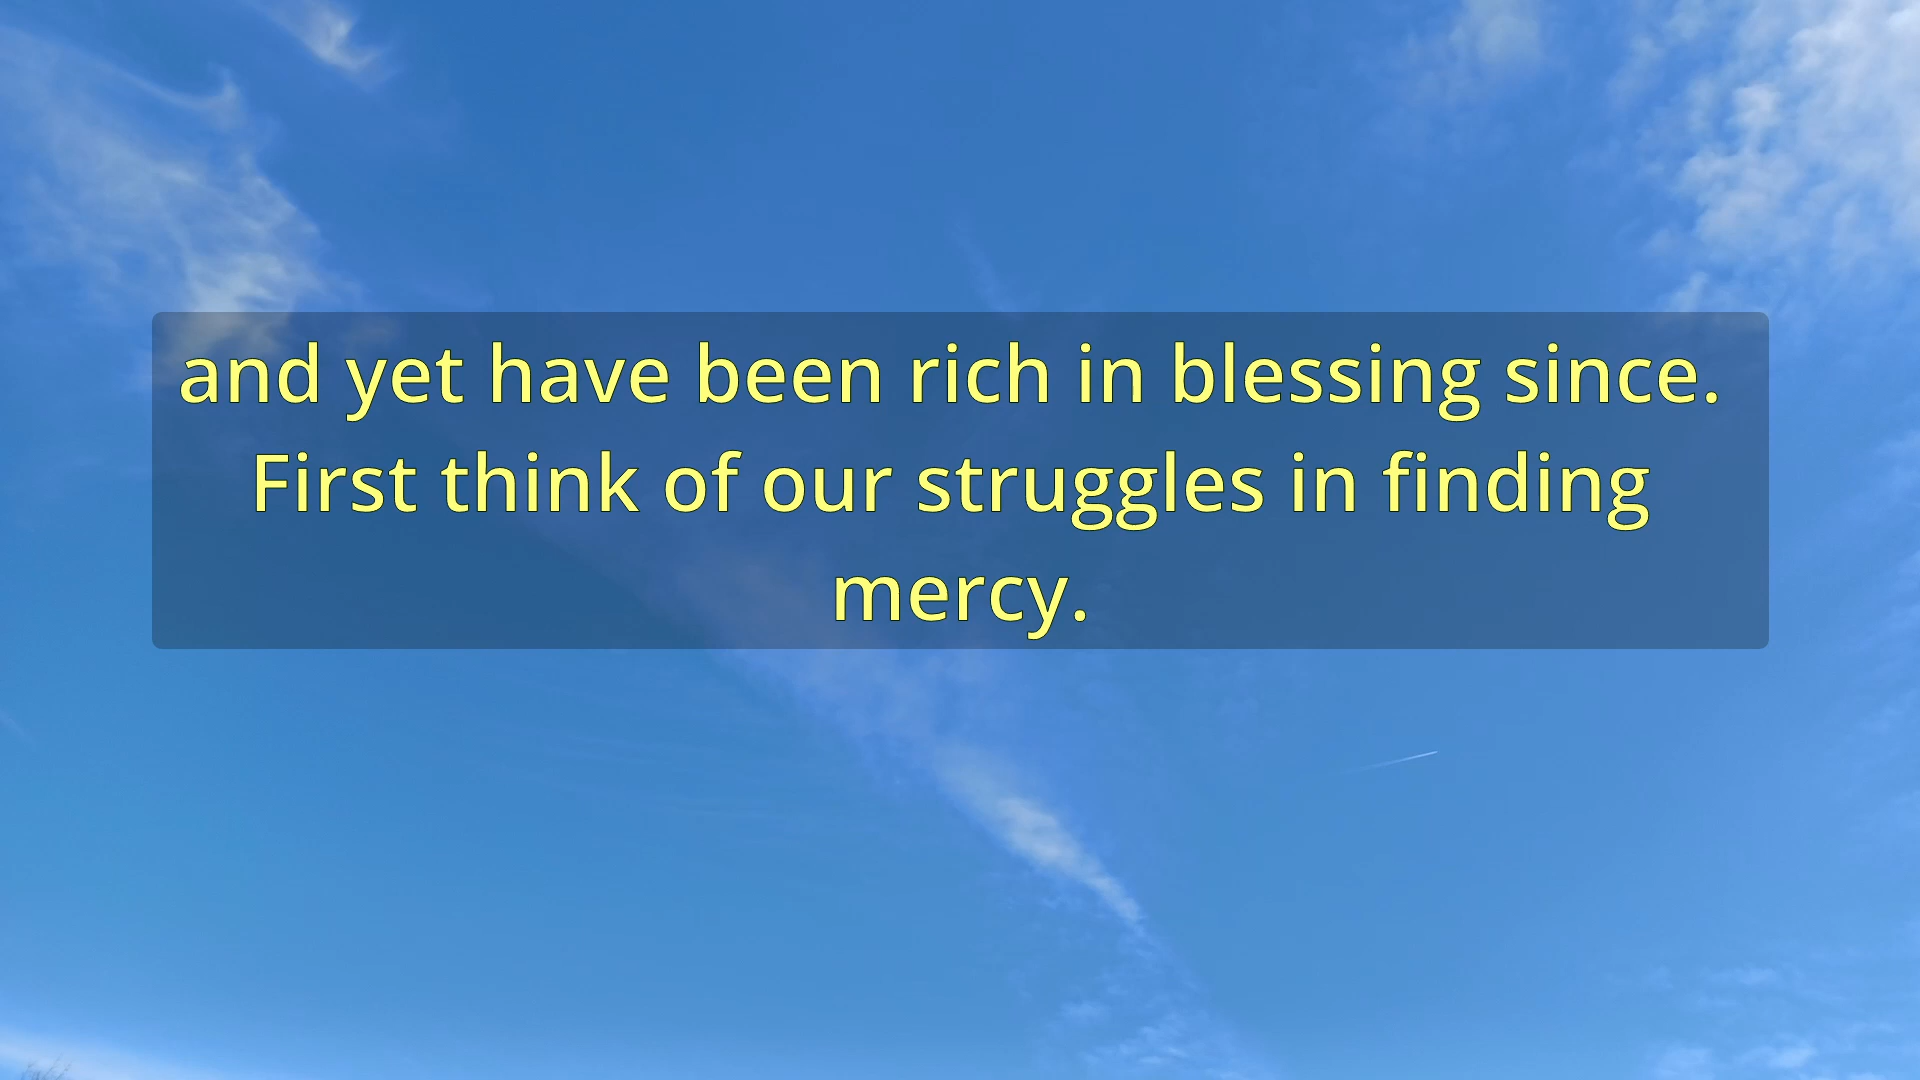 and yet have been rich in blessing since.
First think of our struggles in finding
mercy.